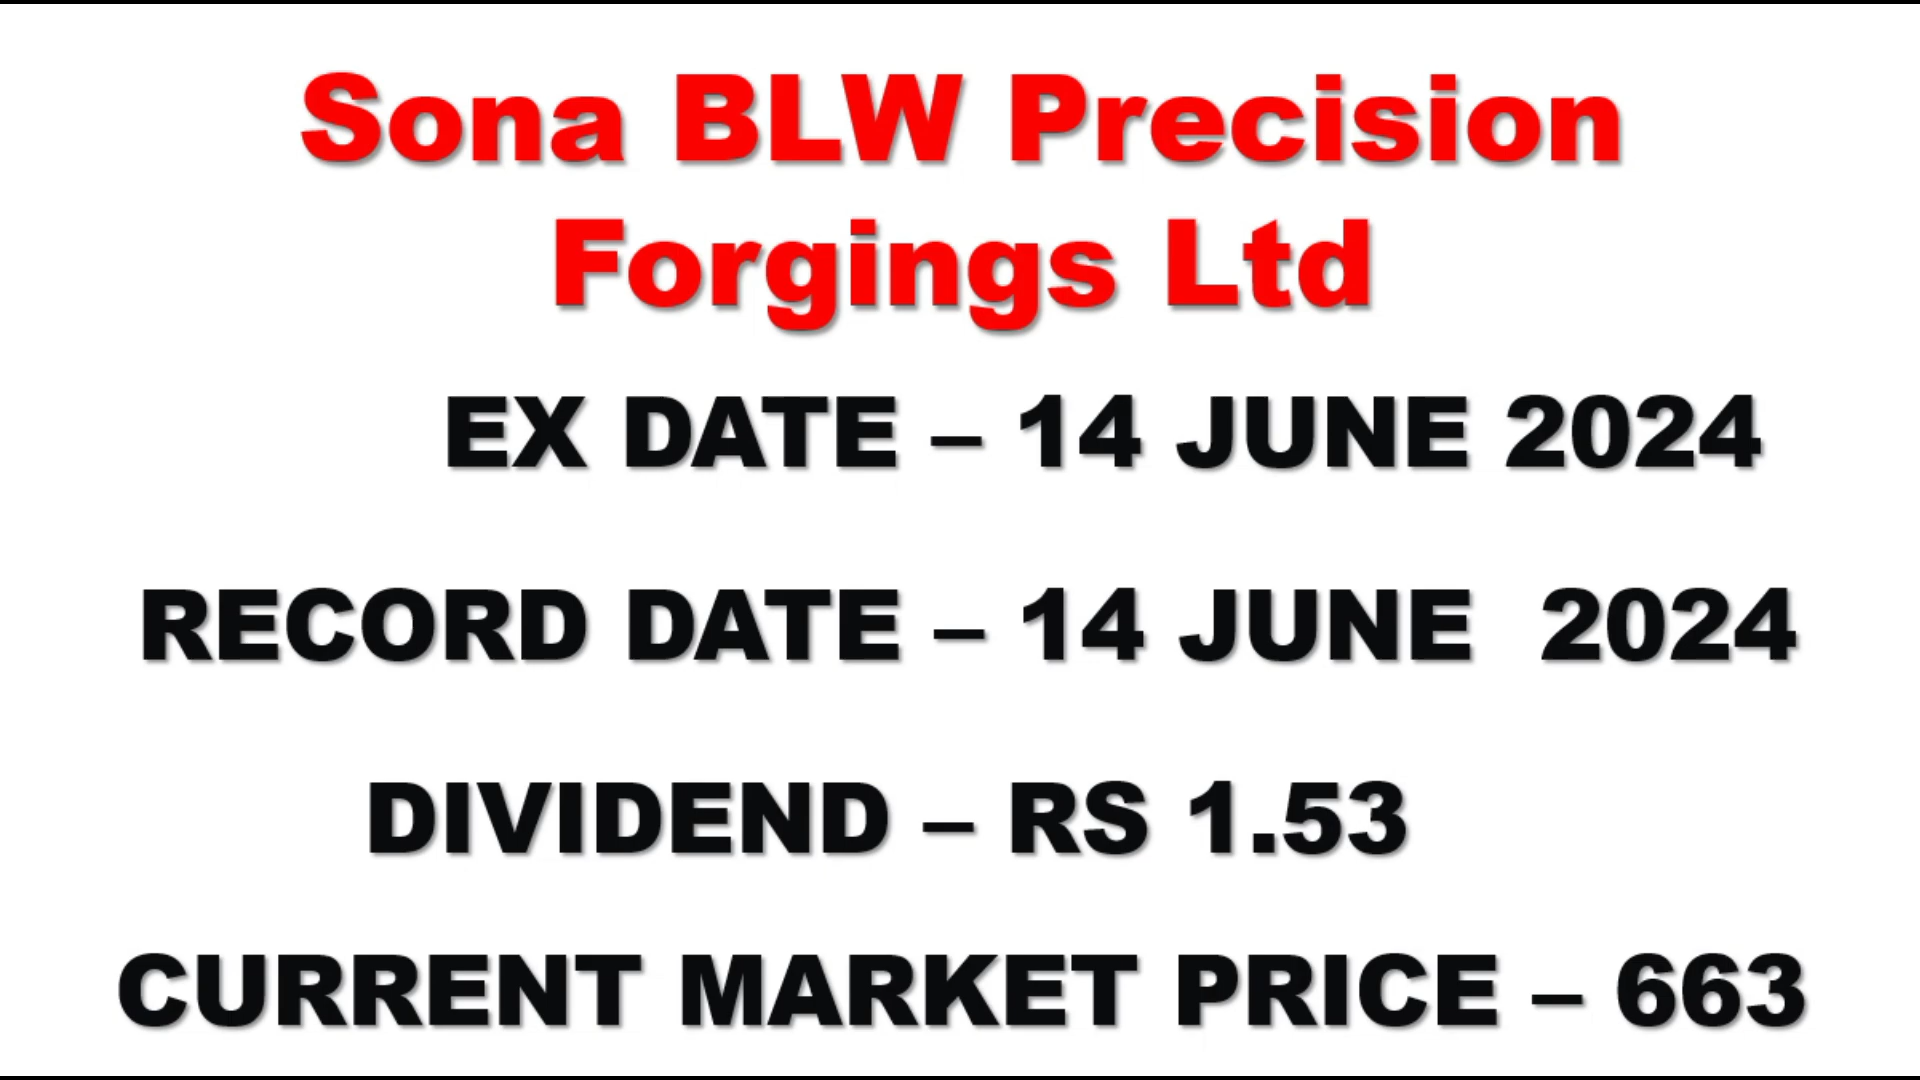 Sona BLW Precision
Forgings Ltd
EX DATE – 14 JUNE 2024
RECORD DATE – 14 JUNE  2024
DIVIDEND – RS 1.53
CURRENT MARKET PRICE – 663